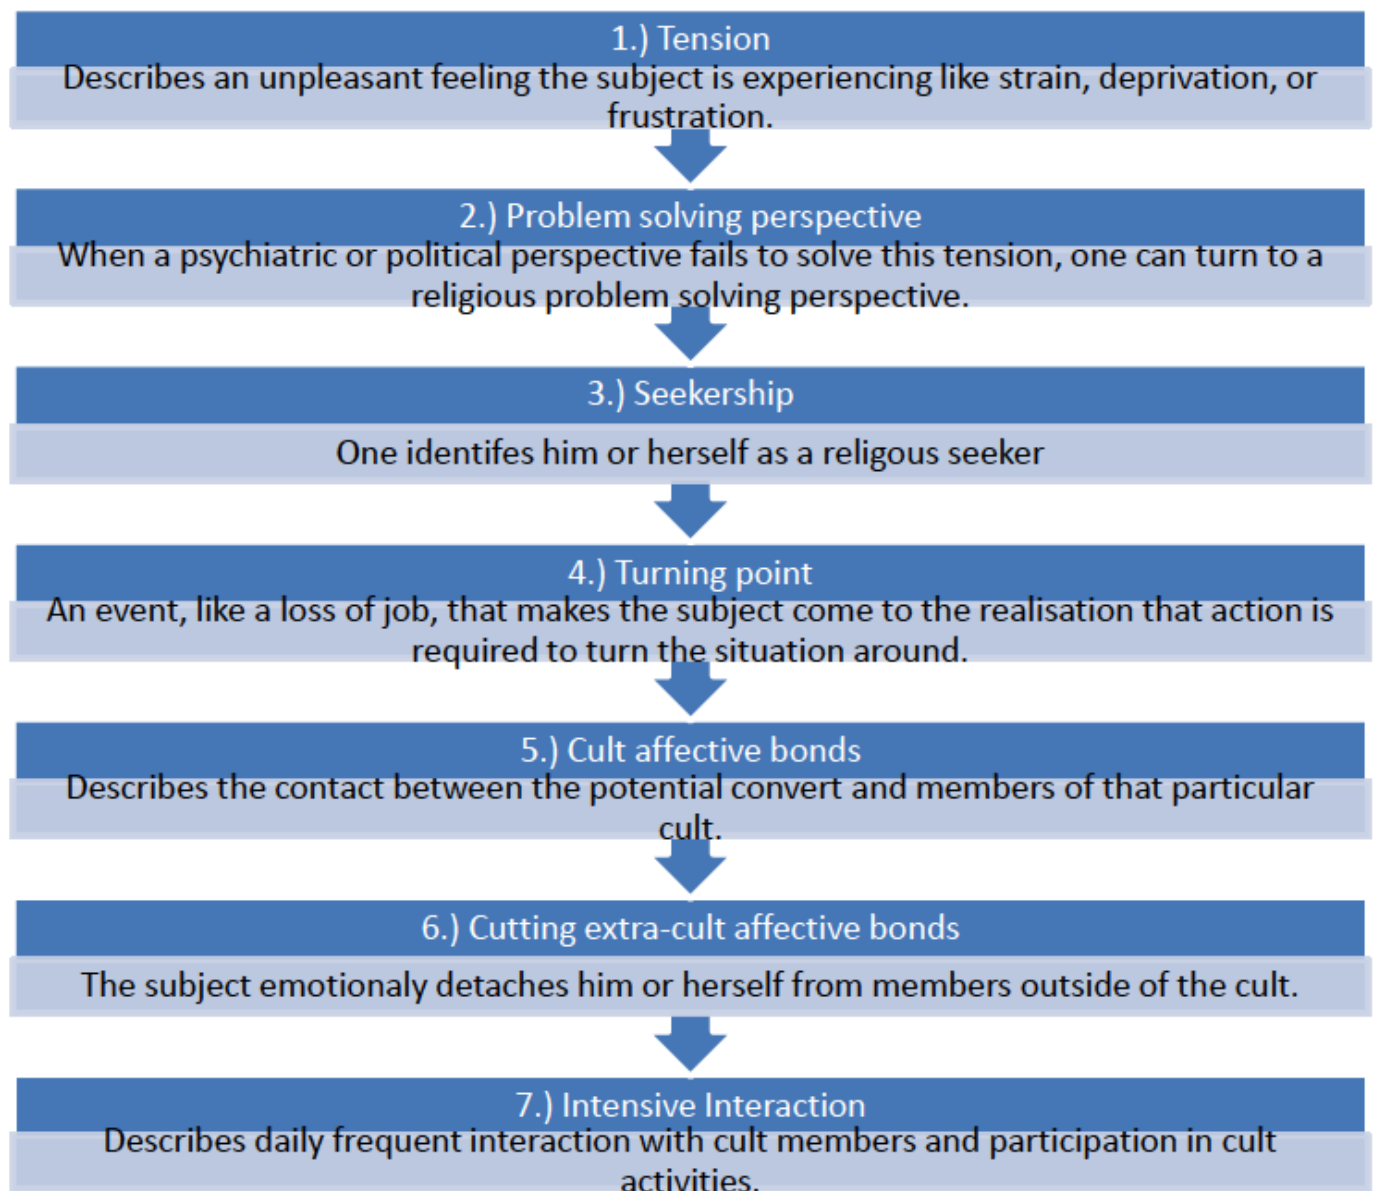 1.) Tension
Describes an unpleasant feeling the subject is experiencing like strain, deprivation, or
frustration.
2.) Problem solving perspective
When a psychiatric or political perspective fails to solve this tension, one can turn to a
religious problem solving perspective.
3.) Seekership
One identifes him or herself as a religous seeker
4.) Turning point
An event, like a loss of job, that makes the subject come to the realisation that action is
required to turn the situation around.
5.) Cult affective bonds
Describes the contact between the potential convert and members of that particular
cult.
6.) Cutting extra-cult affective bonds
The subject emotionaly detaches him or herself from members outside of the cult.
7.) Intensive Interaction
Describes daily frequent interaction with cult members and participation in cult
activities.